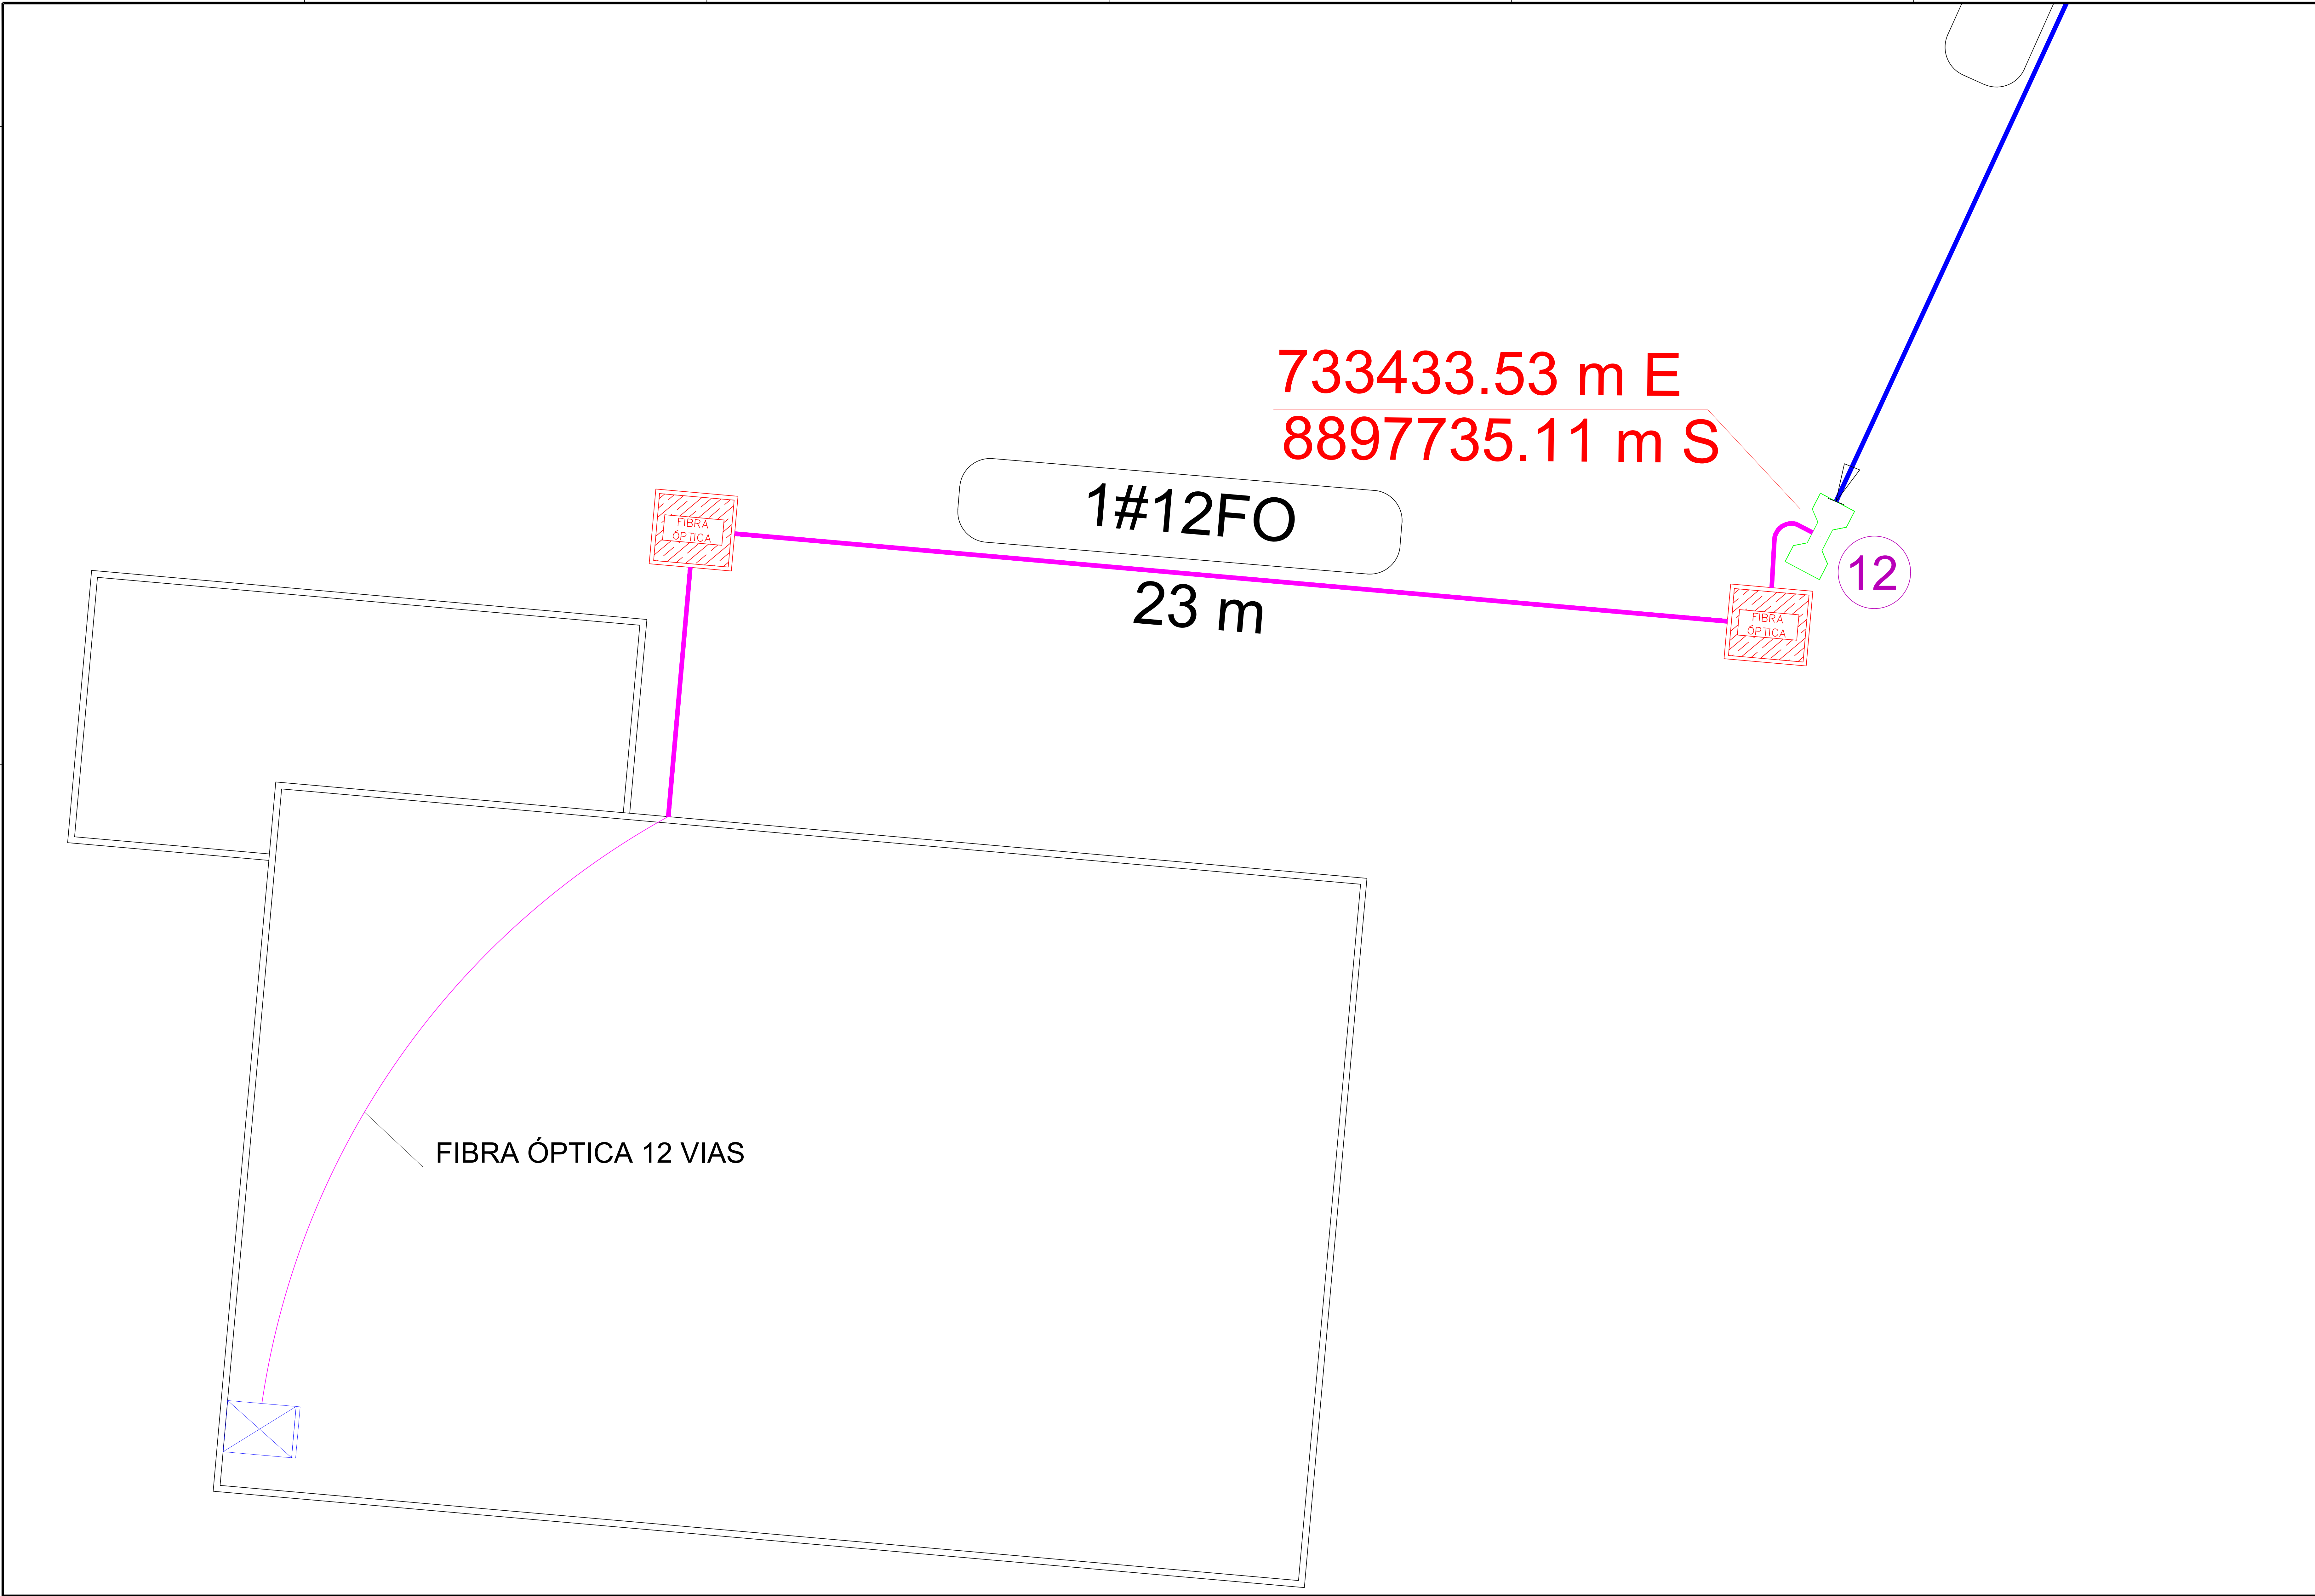 733433.53 m E
8897735.11 m S
1#12FO
23 m
FIBRA
ÓPTICA
12
FIBRA
ÓPTICA
FIBRA ÓPTICA 12 VIAS